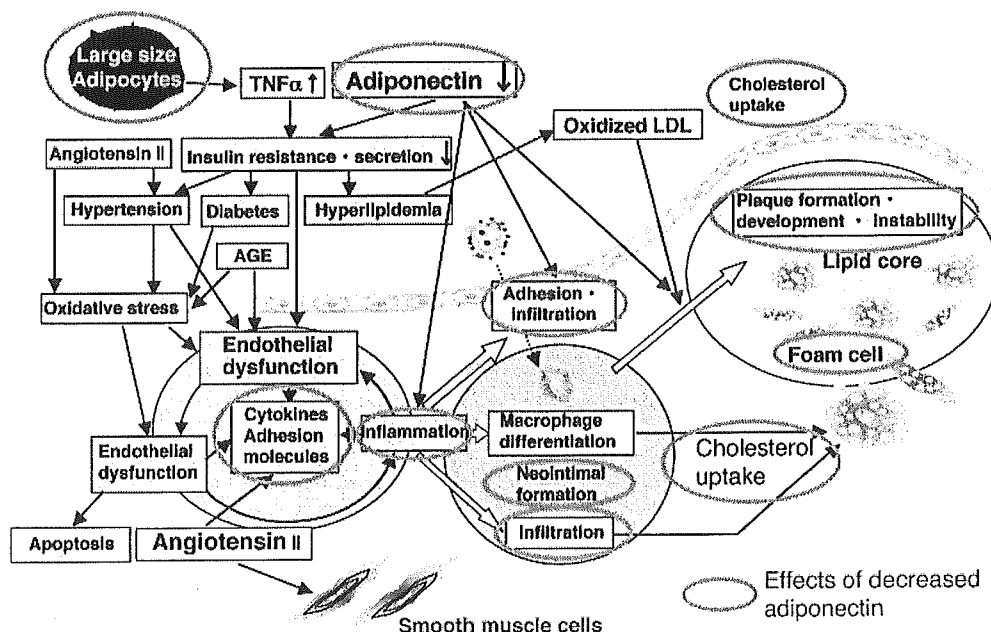 Large size
Adipocytes
TNFα ↑
Adiponectin ↓
Cholesterol
uptake
Oxidized LDL
Angiotensin II
Insulin resistance • secretion ↓
Hypertension
Diabetes
Hyperlipidemia
Plaque formation •
development • instability
AGE
Lipid core
Oxidative stress
Adhesion •
infiltration
Endothelial
dysfunction
Foam cell
Cytokines
Adhesion
molecules
Inflammation
Macrophage
differentiation
Endothelial
dysfunction
Cholesterol
uptake
Neointimal
formation
Apoptosis
Angiotensin II
Infiltration
Effects of decreased
adiponectin
Smooth muscle cells